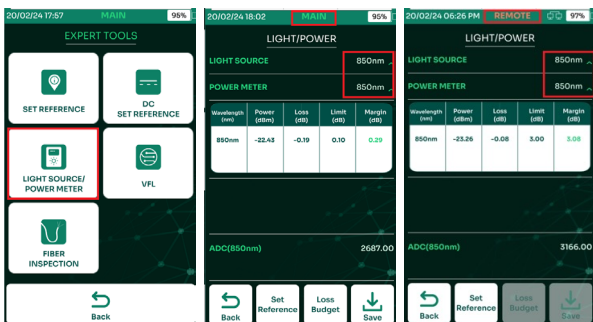 20/02/24 17:57 MAIN 95%
EXPERT TOOLS
SET REFERENCE
DC
SET REFERENCE
LIGHT SOURCE/
POWER METER
VFL
FIBER
INSPECTION
Back
20/02/24 18:02 MAIN 95%
LIGHT/POWER
LIGHT SOURCE 850nm
POWER METER 850nm
Wavelength (nm) Power (dBm) Loss (dB) Limit (dB) Margin (dB)
850nm -22.43 -0.19 0.10 0.29
ADC(850nm) 2687.00
Back Set Reference Loss Budget Save
20/02/24 06:26 PM REMOTE 97%
LIGHT/POWER
LIGHT SOURCE 850nm
POWER METER 850nm
Wavelength (nm) Power (dBm) Loss (dB) Limit (dB) Margin (dB)
850nm -23.26 -0.08 3.00 3.08
ADC(850nm) 3166.00
Back Set Reference Loss Budget Save